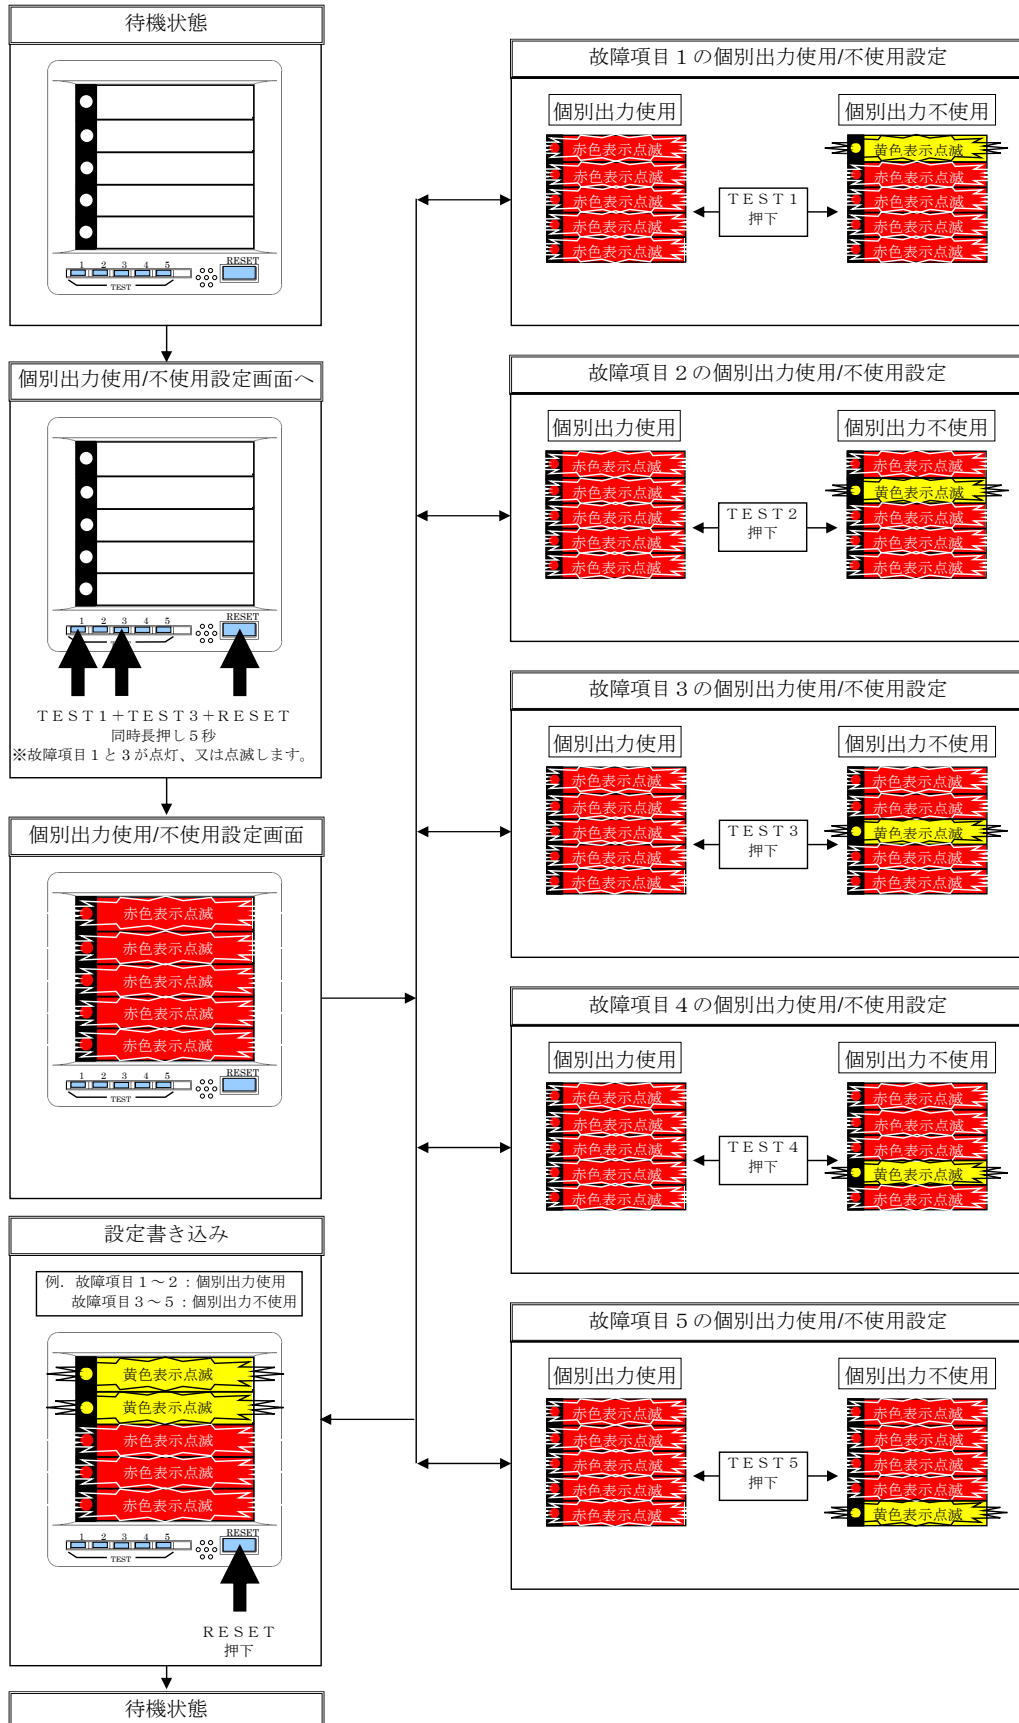 待機状態
1 2 3 4 5
TEST
RESET
個別出力使用/不使用設定画面へ
1 2 3 4 5
RESET
ＴＥＳＴ１＋ＴＥＳＴ３＋ＲＥＳＥＴ
同時長押し５秒
※故障項目１と３が点灯、又は点滅します。
個別出力使用/不使用設定画面
赤色表示点滅
赤色表示点滅
赤色表示点滅
赤色表示点滅
赤色表示点滅
1 2 3 4 5
TEST
RESET
設定書き込み
例．故障項目１～２：個別出力使用
故障項目３～５：個別出力不使用
黄色表示点滅
黄色表示点滅
赤色表示点滅
赤色表示点滅
赤色表示点滅
1 2 3 4 5
TEST
RESET
ＲＥＳＥＴ
押下
待機状態
故障項目１の個別出力使用/不使用設定
個別出力使用
赤色表示点滅
赤色表示点滅
赤色表示点滅
赤色表示点滅
赤色表示点滅
ＴＥＳＴ１
押下
個別出力不使用
黄色表示点滅
赤色表示点滅
赤色表示点滅
赤色表示点滅
赤色表示点滅
故障項目２の個別出力使用/不使用設定
個別出力使用
赤色表示点滅
赤色表示点滅
赤色表示点滅
赤色表示点滅
赤色表示点滅
ＴＥＳＴ２
押下
個別出力不使用
赤色表示点滅
黄色表示点滅
赤色表示点滅
赤色表示点滅
赤色表示点滅
故障項目３の個別出力使用/不使用設定
個別出力使用
赤色表示点滅
赤色表示点滅
赤色表示点滅
赤色表示点滅
赤色表示点滅
ＴＥＳＴ３
押下
個別出力不使用
赤色表示点滅
赤色表示点滅
黄色表示点滅
赤色表示点滅
赤色表示点滅
故障項目４の個別出力使用/不使用設定
個別出力使用
赤色表示点滅
赤色表示点滅
赤色表示点滅
赤色表示点滅
赤色表示点滅
ＴＥＳＴ４
押下
個別出力不使用
赤色表示点滅
赤色表示点滅
赤色表示点滅
黄色表示点滅
赤色表示点滅
故障項目５の個別出力使用/不使用設定
個別出力使用
赤色表示点滅
赤色表示点滅
赤色表示点滅
赤色表示点滅
赤色表示点滅
ＴＥＳＴ５
押下
個別出力不使用
赤色表示点滅
赤色表示点滅
赤色表示点滅
赤色表示点滅
黄色表示点滅